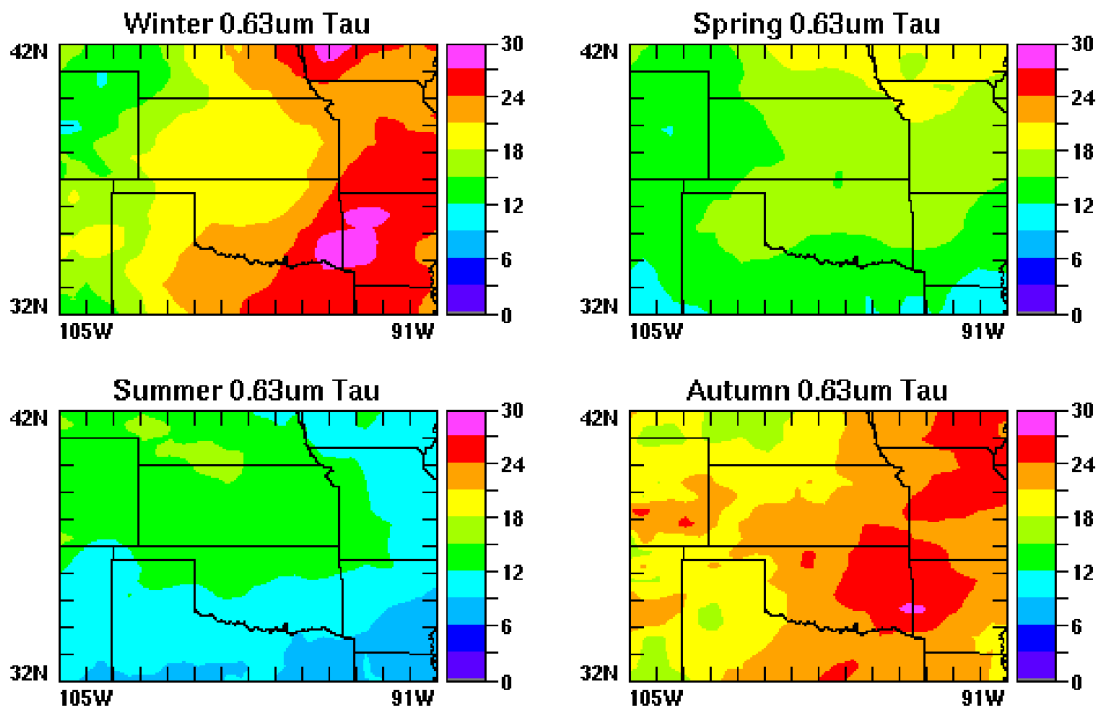 Winter 0.63um Tau
42N
30
24
18
12
6
0
32N
105W
91W
Spring 0.63um Tau
42N
30
24
18
12
6
0
32N
105W
91W
Summer 0.63um Tau
42N
30
24
18
12
6
0
32N
105W
91W
Autumn 0.63um Tau
42N
30
24
18
12
6
0
32N
105W
91W